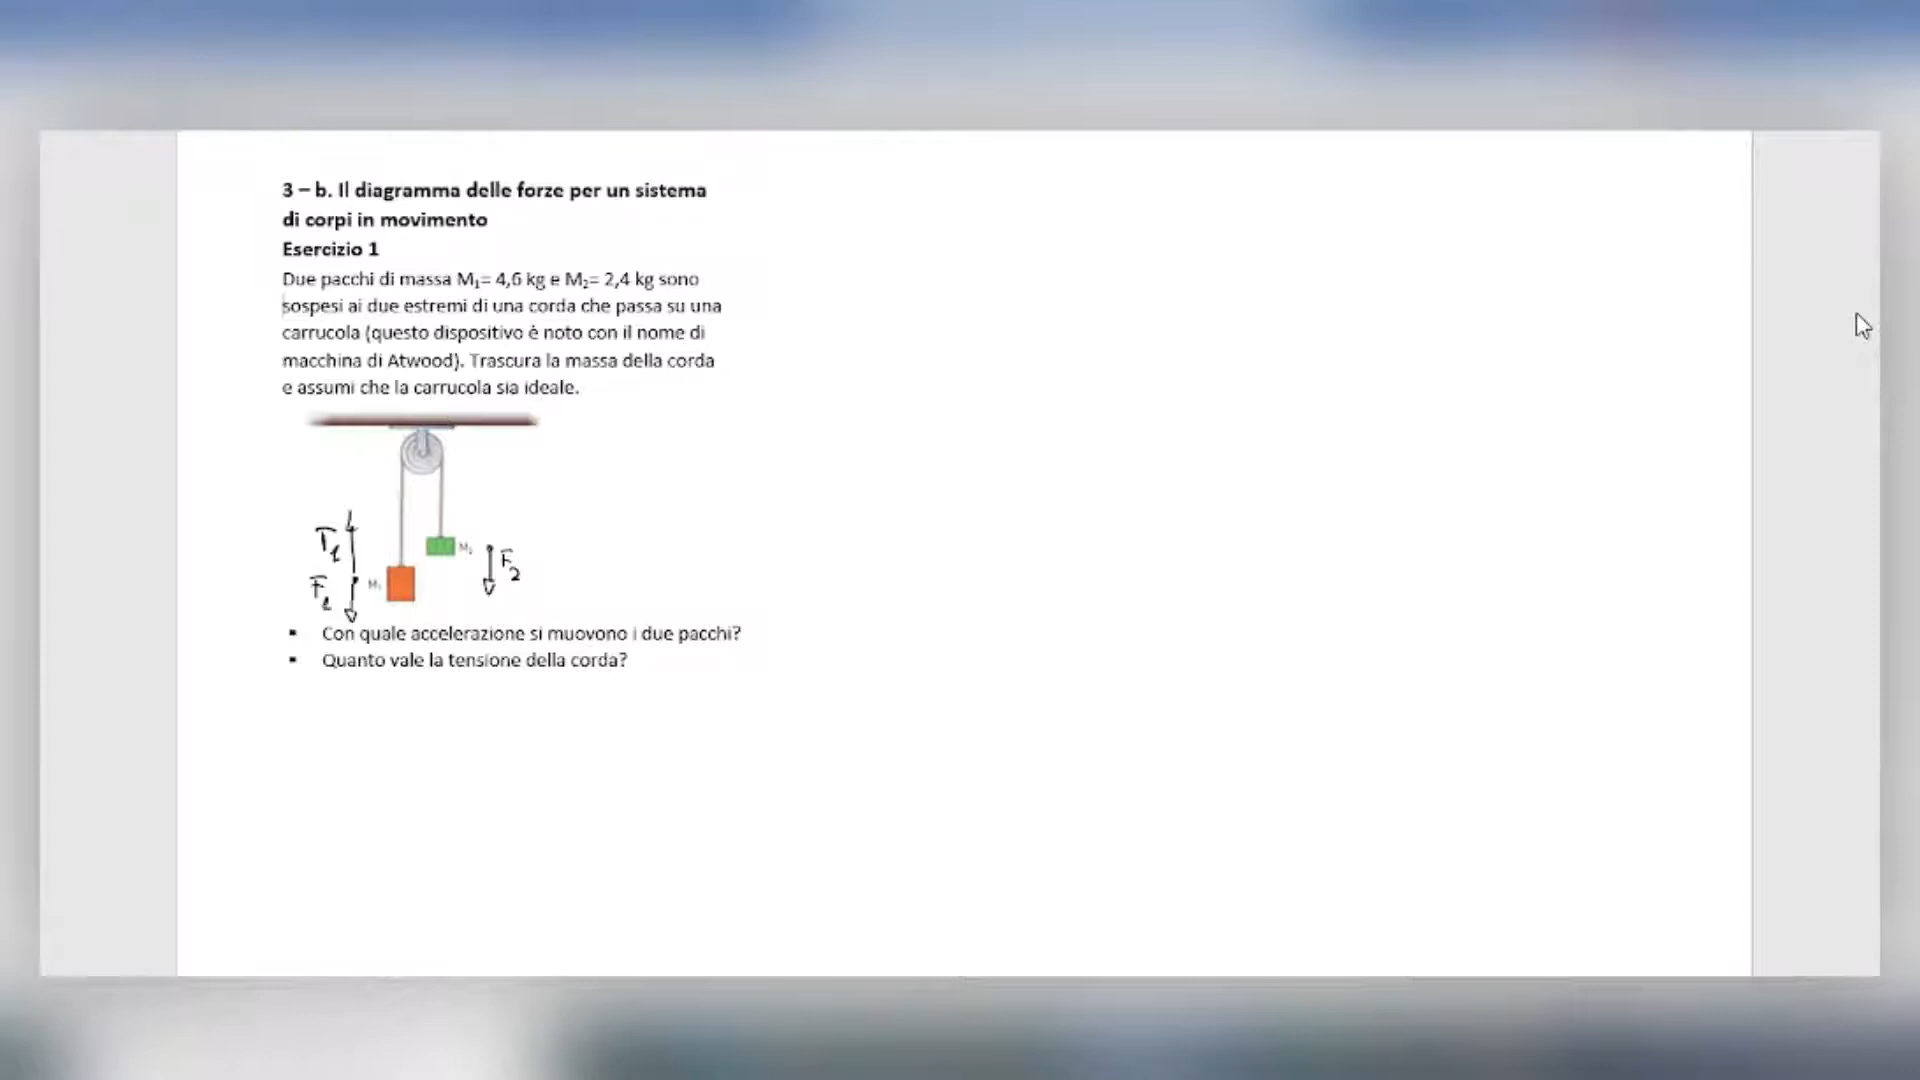 3 – b. Il diagramma delle forze per un sistema
di corpi in movimento
Esercizio 1
Due pacchi di massa M₁= 4,6 kg e M₂= 2,4 kg sono
sospesi ai due estremi di una corda che passa su una
carrucola (questo dispositivo è noto con il nome di
macchina di Atwood). Trascura la massa della corda
e assumi che la carrucola sia ideale.
T₁
M₂
F₂
F₁
M₁
▪ Con quale accelerazione si muovono i due pacchi?
▪ Quanto vale la tensione della corda?